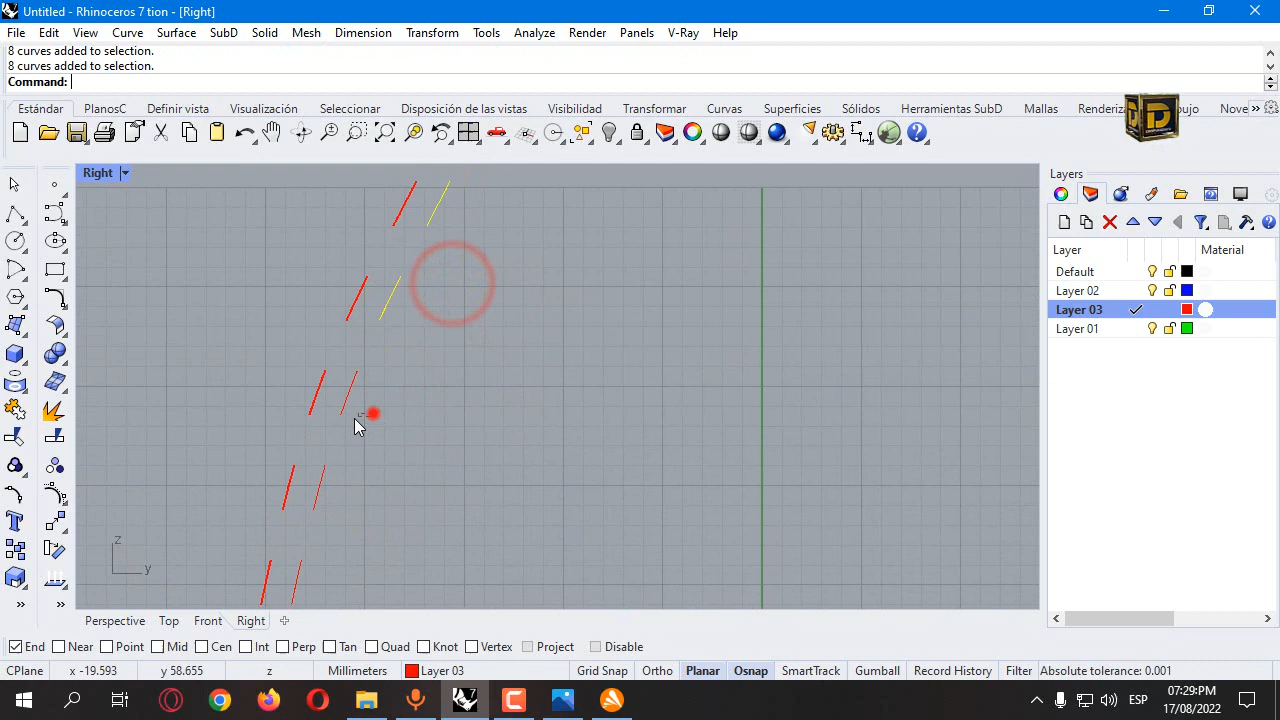 Untitled - Rhinoceros 7 tion - [Right]
File Edit View Curve Surface SubD Solid Mesh Dimension Transform Tools Analyze Render Panels V-Ray Help
8 curves added to selection.
8 curves added to selection.
Command:
Estándar PlanosC Definir vista Visualización Seleccionar Disp de las vistas Visibilidad Transformar Curvas Superficies Sólidos Herramientas SubD Mallas Renderiz jo Nove
Right
Layers
Layer Material
Default
Layer 02
Layer 03
Layer 01
z
y
Perspective Top Front Right
End Near Point Mid Cen Int Perp Tan Quad Knot Vertex Project Disable
CPlane x -19.593 y 58.655 z Millimeters Layer 03 Grid Snap Ortho Planar Osnap SmartTrack Gumball Record History Filter Absolute tolerance: 0.001
ESP
07:29PM
17/08/2022